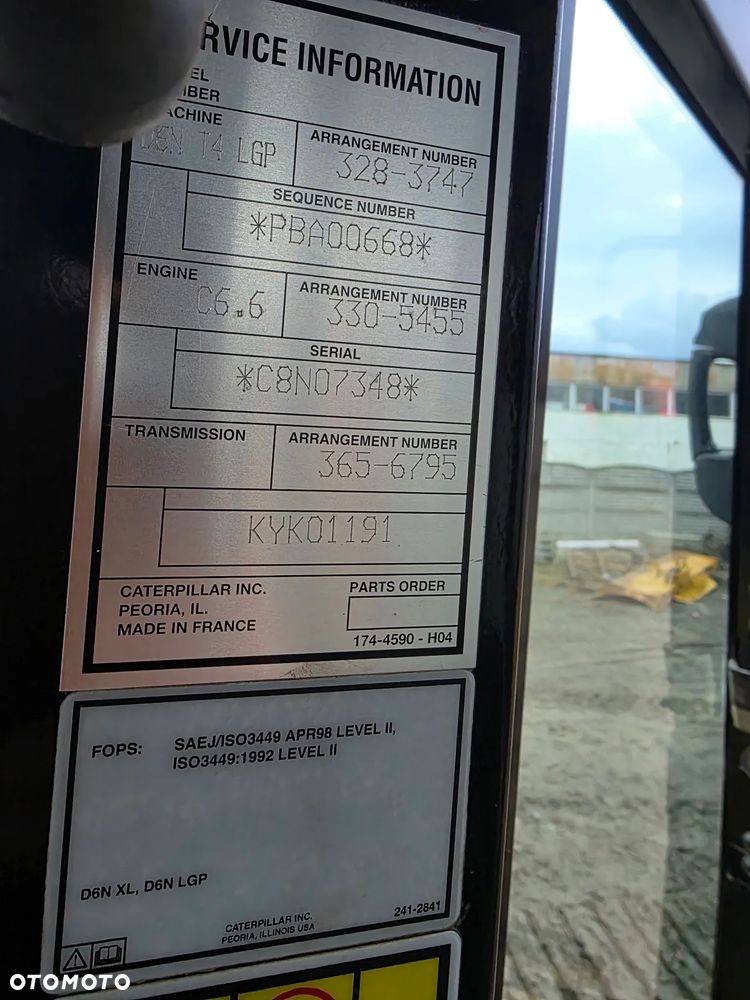 RVICE INFORMATION
EL
BER
ACHINE
D6N T4 LGP
ARRANGEMENT NUMBER
328-3747
SEQUENCE NUMBER
*PBA00668*
ENGINE
C6.6
ARRANGEMENT NUMBER
330-5455
SERIAL
*C8N07348*
TRANSMISSION
ARRANGEMENT NUMBER
365-6795
KYK01191
CATERPILLAR INC.
PEORIA, IL.
MADE IN FRANCE
PARTS ORDER
174-4590 - H04
FOPS: SAEJ/ISO3449 APR98 LEVEL II,
ISO3449:1992 LEVEL II
D6N XL, D6N LGP
CATERPILLAR INC.
PEORIA, ILLINOIS USA
241-2841
OTOMOTO